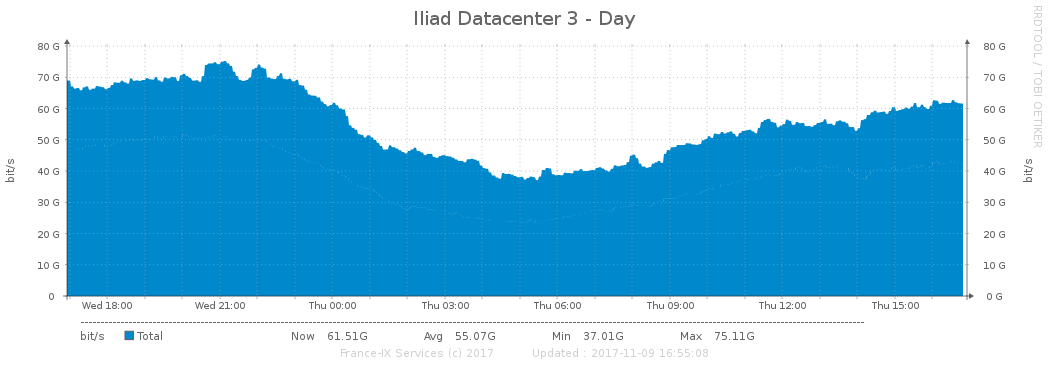 Iliad Datacenter 3 - Day
RRDTOOL / TOBI OETIKER
80 G 80 G
70 G 70 G
60 G 60 G
50 G 50 G
40 G 40 G
30 G 30 G
20 G 20 G
10 G 10 G
0 0 G
bit/s bit/s
Wed 18:00 Wed 21:00 Thu 00:00 Thu 03:00 Thu 06:00 Thu 09:00 Thu 12:00 Thu 15:00
bit/s Total Now 61.51G Avg 55.07G Min 37.01G Max 75.11G
France-IX Services (c) 2017 Updated : 2017-11-09 16:55:08